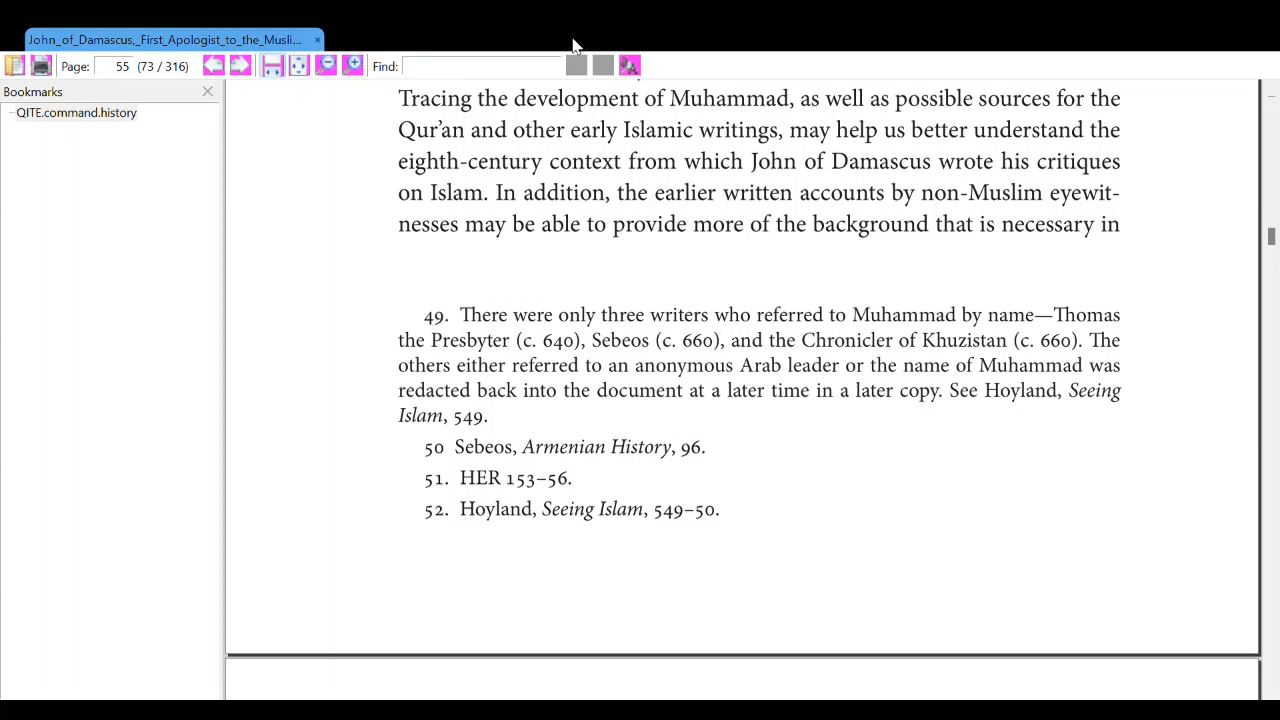 John_of_Damascus,_First_Apologist_to_the_Musli...
Page: 55 (73 / 316) Find:
Bookmarks
QITE.command.history
Tracing the development of Muhammad, as well as possible sources for the
Qur’an and other early Islamic writings, may help us better understand the
eighth-century context from which John of Damascus wrote his critiques
on Islam. In addition, the earlier written accounts by non-Muslim eyewit-
nesses may be able to provide more of the background that is necessary in
49. There were only three writers who referred to Muhammad by name—Thomas
the Presbyter (c. 640), Sebeos (c. 660), and the Chronicler of Khuzistan (c. 660). The
others either referred to an anonymous Arab leader or the name of Muhammad was
redacted back into the document at a later time in a later copy. See Hoyland, Seeing
Islam, 549.
50 Sebeos, Armenian History, 96.
51. HER 153–56.
52. Hoyland, Seeing Islam, 549–50.